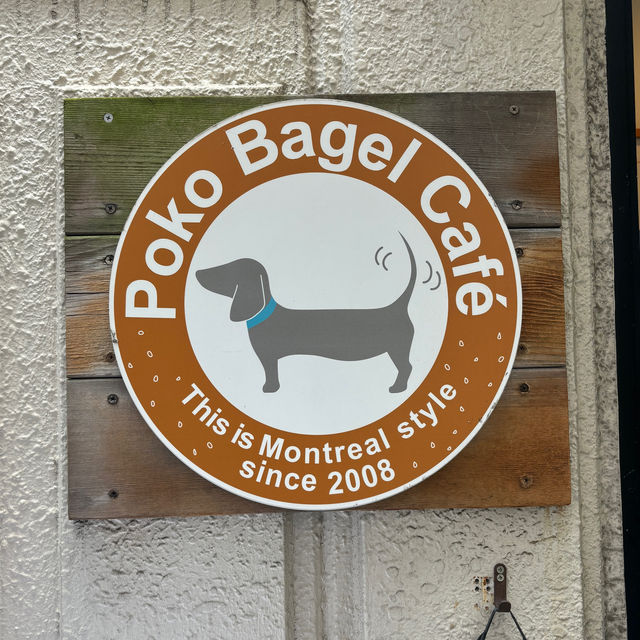 Poko Bagel Café
This is Montreal style
since 2008